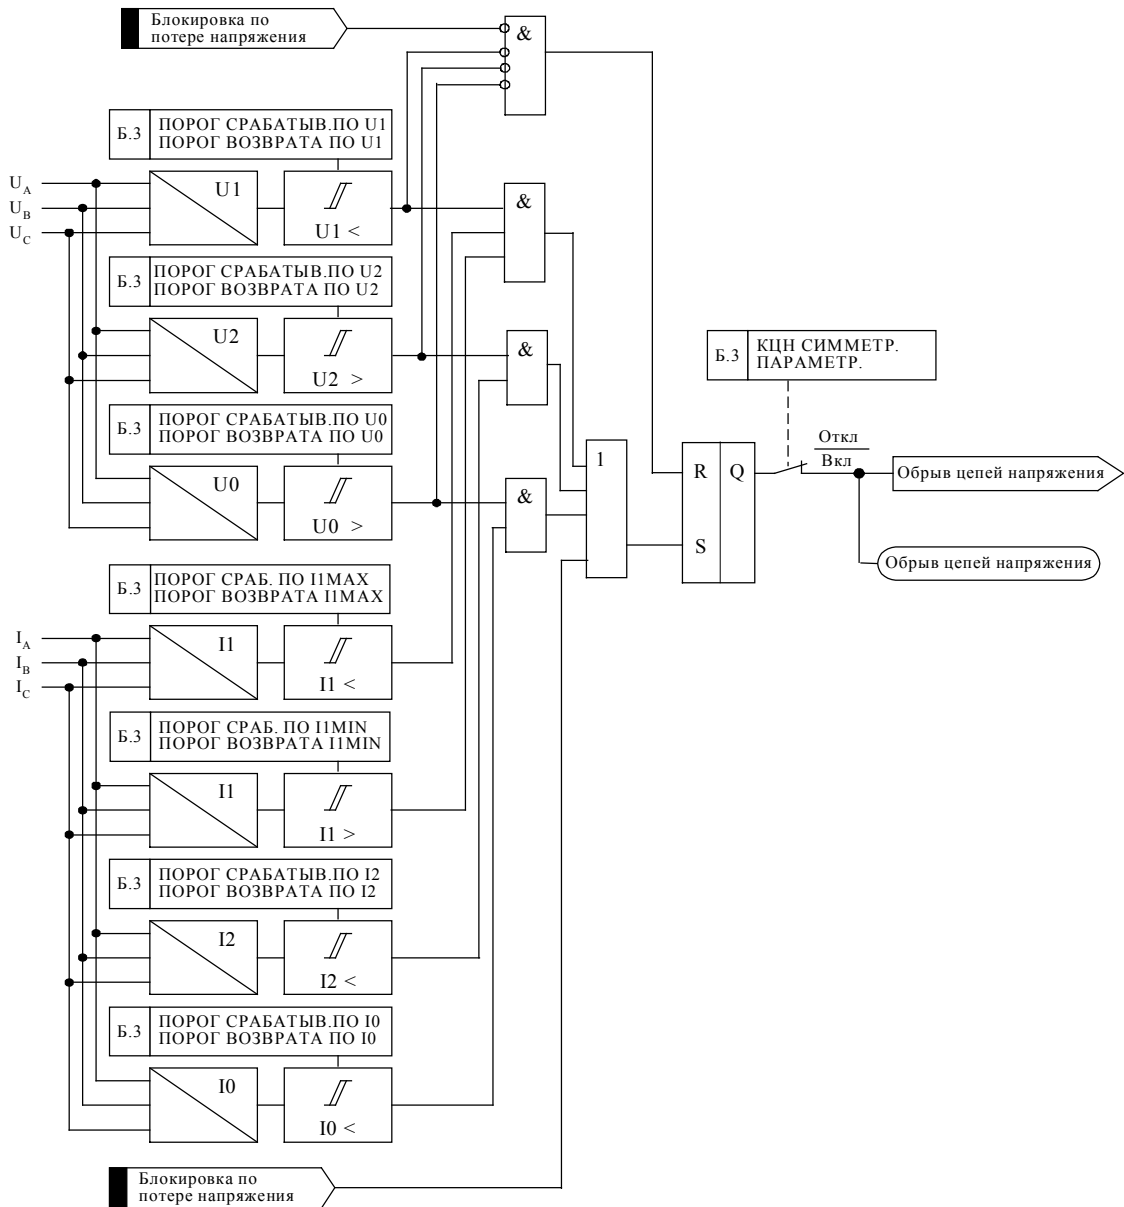 Блокировка по
потере напряжения
&
Б.3
ПОРОГ СРАБАТЫВ.ПО U1
ПОРОГ ВОЗВРАТА ПО U1
U_A
U_B
U_C
U1
U1 <
&
Б.3
ПОРОГ СРАБАТЫВ.ПО U2
ПОРОГ ВОЗВРАТА ПО U2
U2
U2 >
&
Б.3
КЦН СИММЕТР.
ПАРАМЕТР.
Б.3
ПОРОГ СРАБАТЫВ.ПО U0
ПОРОГ ВОЗВРАТА ПО U0
U0
U0 >
&
1
R
Q
S
Откл
Вкл
Обрыв цепей напряжения
Обрыв цепей напряжения
Б.3
ПОРОГ СРАБ. ПО I1MAX
ПОРОГ ВОЗВРАТА I1MAX
I_A
I_B
I_C
I1
I1 <
Б.3
ПОРОГ СРАБ. ПО I1MIN
ПОРОГ ВОЗВРАТА I1MIN
I1
I1 >
Б.3
ПОРОГ СРАБАТЫВ.ПО I2
ПОРОГ ВОЗВРАТА ПО I2
I2
I2 <
Б.3
ПОРОГ СРАБАТЫВ.ПО I0
ПОРОГ ВОЗВРАТА ПО I0
I0
I0 <
Блокировка по
потере напряжения